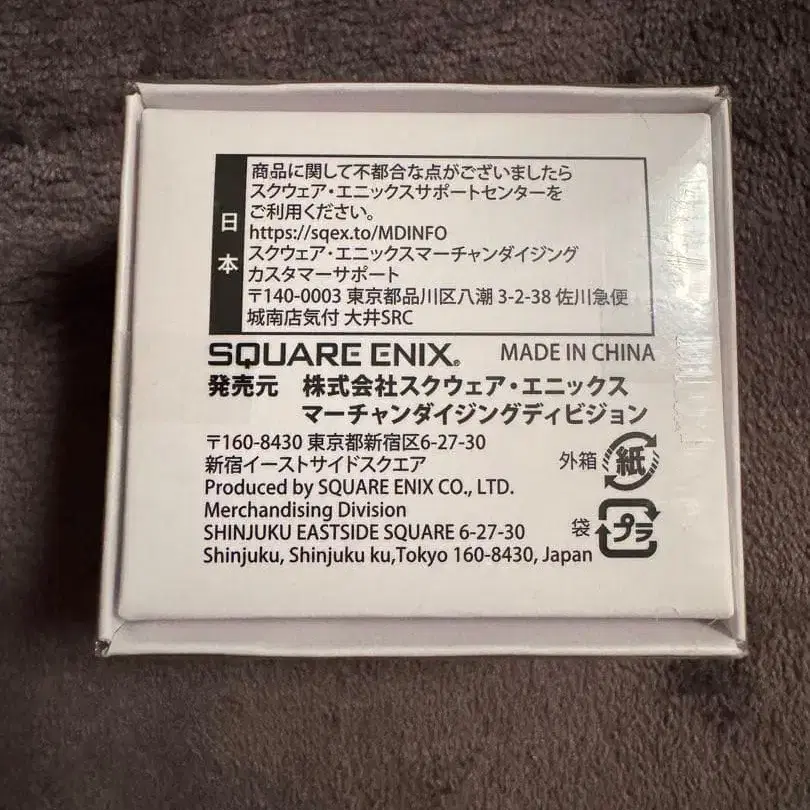 日本
商品に関して不都合な点がございましたら
スクウェア・エニックスサポートセンターを
ご利用ください。
https://sqex.to/MDINFO
スクウェア・エニックスマーチャンダイジング
カスタマーサポート
〒140-0003 東京都品川区八潮 3-2-38 佐川急便
城南店気付 大井SRC
SQUARE ENIX® MADE IN CHINA
発売元 株式会社スクウェア・エニックス
マーチャンダイジングディビジョン
〒160-8430 東京都新宿区6-27-30
新宿イーストサイドスクエア
Produced by SQUARE ENIX CO., LTD.
Merchandising Division
SHINJUKU EASTSIDE SQUARE 6-27-30
Shinjuku, Shinjuku ku,Tokyo 160-8430, Japan
外箱 紙
袋 プラ